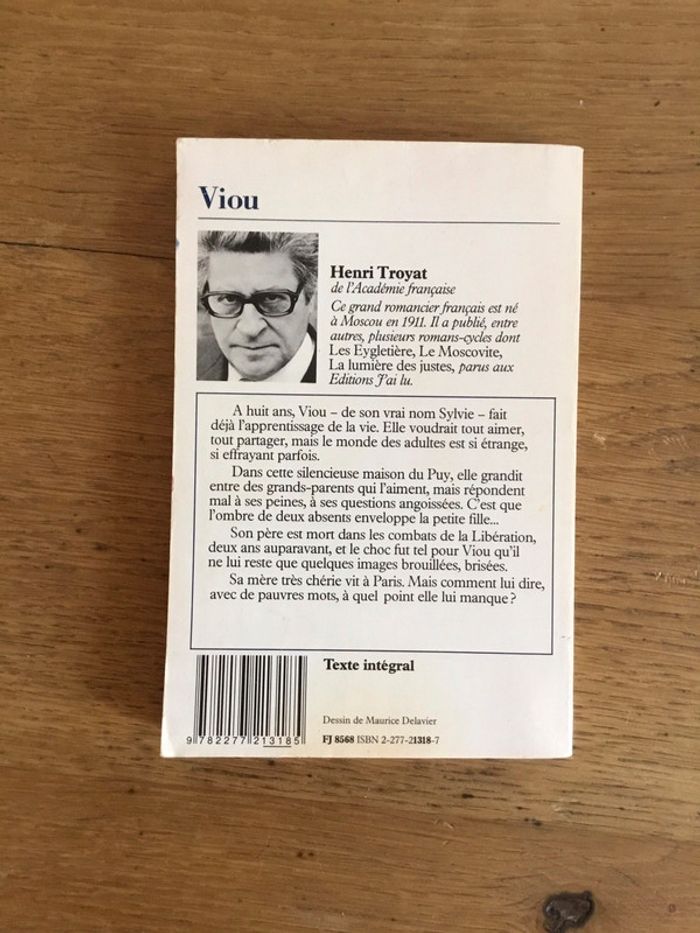 Viou
Henri Troyat
de l'Académie française
Ce grand romancier français est né
à Moscou en 1911. Il a publié, entre
autres, plusieurs romans-cycles dont
Les Eygletière, Le Moscovite,
La lumière des justes, parus aux
Editions J'ai lu.
A huit ans, Viou – de son vrai nom Sylvie – fait
déjà l'apprentissage de la vie. Elle voudrait tout aimer,
tout partager, mais le monde des adultes est si étrange,
si effrayant parfois.
Dans cette silencieuse maison du Puy, elle grandit
entre des grands-parents qui l'aiment, mais répondent
mal à ses peines, à ses questions angoissées. C'est que
l'ombre de deux absents enveloppe la petite fille...
Son père est mort dans les combats de la Libération,
deux ans auparavant, et le choc fut tel pour Viou qu'il
ne lui reste que quelques images brouillées, brisées.
Sa mère très chérie vit à Paris. Mais comment lui dire,
avec de pauvres mots, à quel point elle lui manque ?
Texte intégral
Dessin de Maurice Delavier
FJ 8568 ISBN 2-277-21318-7
9 782277 213185